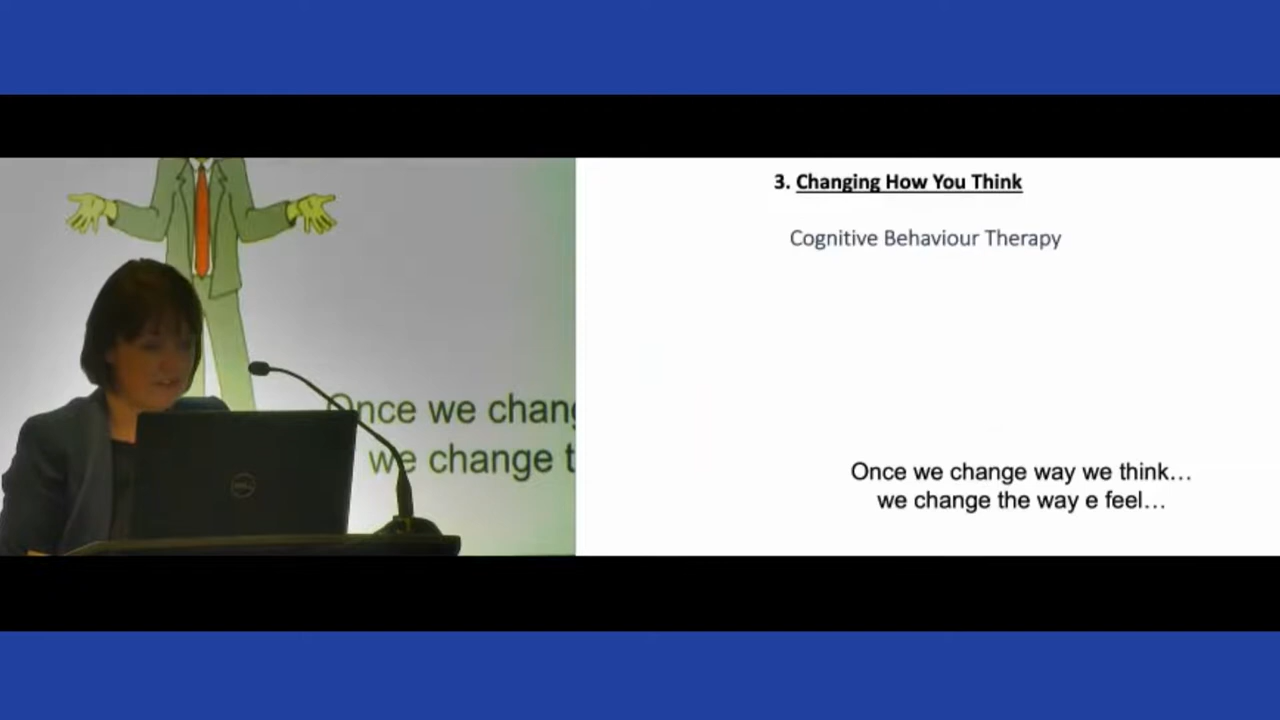 3. Changing How You Think
Cognitive Behaviour Therapy
Once we change way we think...
we change the way e feel...
Once we chang
we change t
DELL